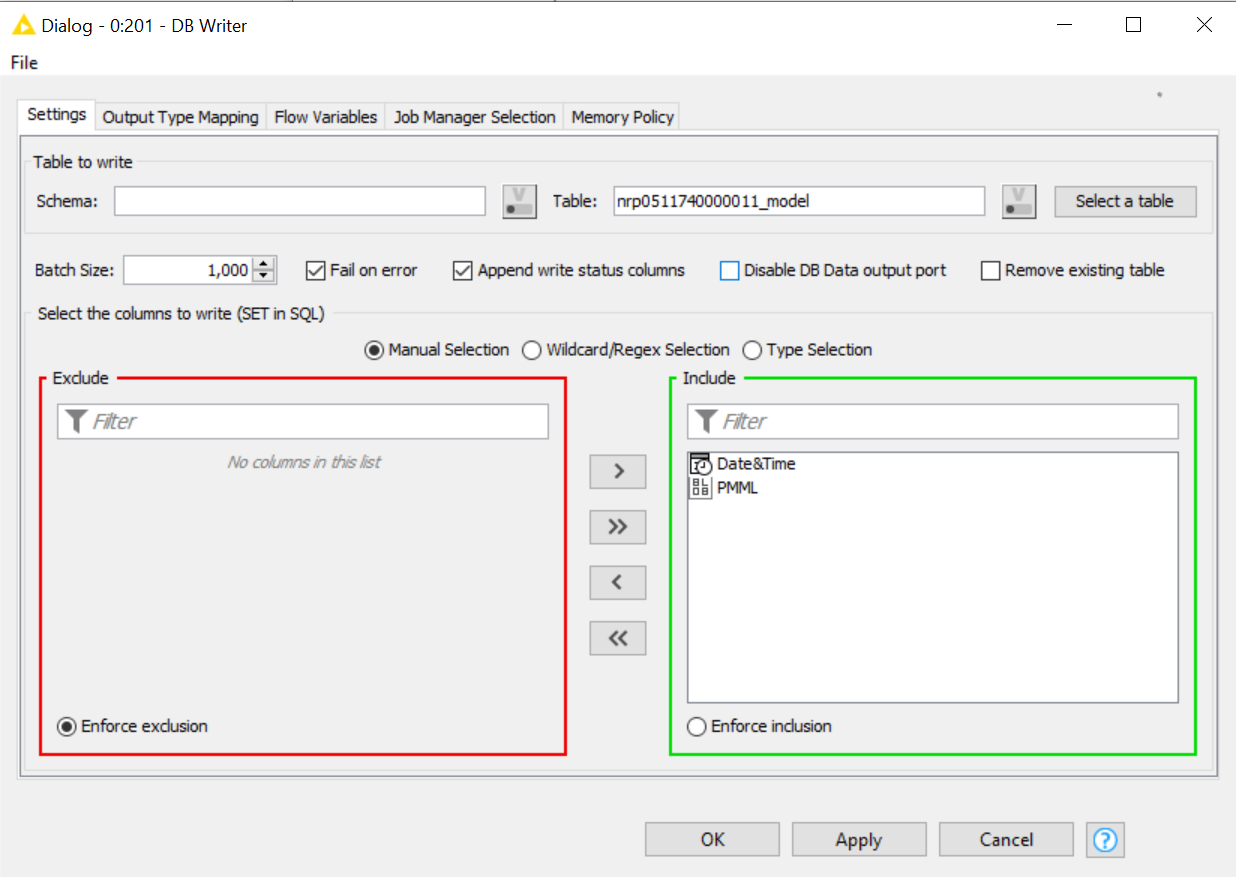 Dialog - 0:201 - DB Writer
File
Settings Output Type Mapping Flow Variables Job Manager Selection Memory Policy
Table to write
Schema: V Table: nrp0511740000011_model V Select a table
Batch Size: 1,000 Fail on error Append write status columns Disable DB Data output port Remove existing table
Select the columns to write (SET in SQL)
Manual Selection Wildcard/Regex Selection Type Selection
Exclude Include
Filter Filter
No columns in this list Date&Time
PMML
>
>>
<
<<
Enforce exclusion Enforce inclusion
OK Apply Cancel ?